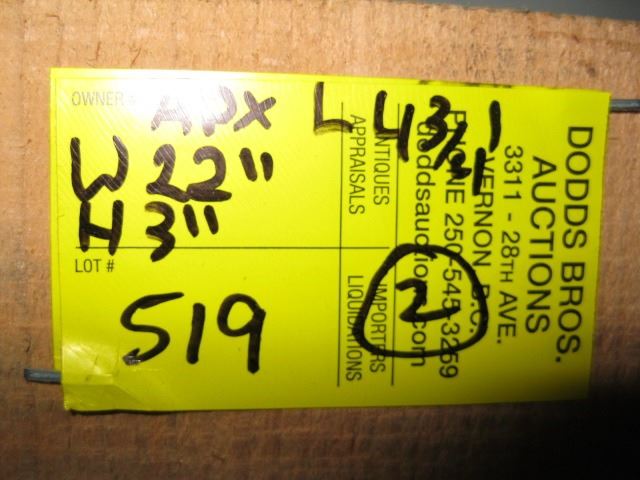 OWNER #
APX
L
W 22"
H 3"
LOT #
519
2
DODDS BROS.
AUCTIONS
3311 - 28TH AVE.
VERNON B.C.
PHONE 250-545-3259
doddsauction.com
ANTIQUES
APPRAISALS
IMPORTERS
LIQUIDATIONS